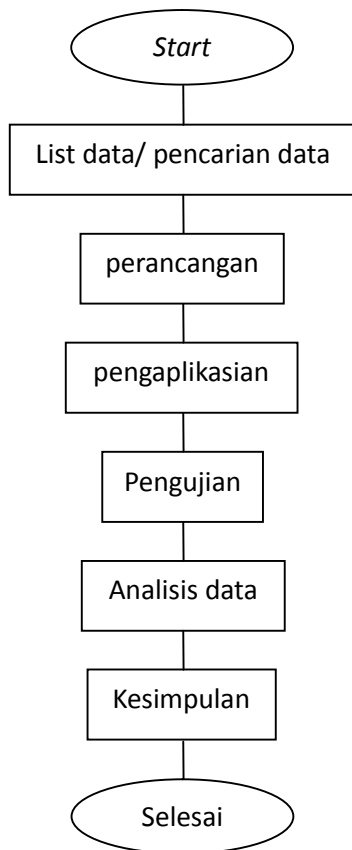 Start
List data/ pencarian data
perancangan
pengaplikasian
Pengujian
Analisis data
Kesimpulan
Selesai